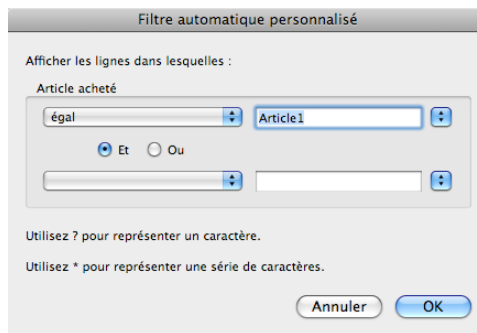 Filtre automatique personnalisé
Afficher les lignes dans lesquelles :
Article acheté
égal Article1
Et Ou
Utilisez ? pour représenter un caractère.
Utilisez * pour représenter une série de caractères.
Annuler OK